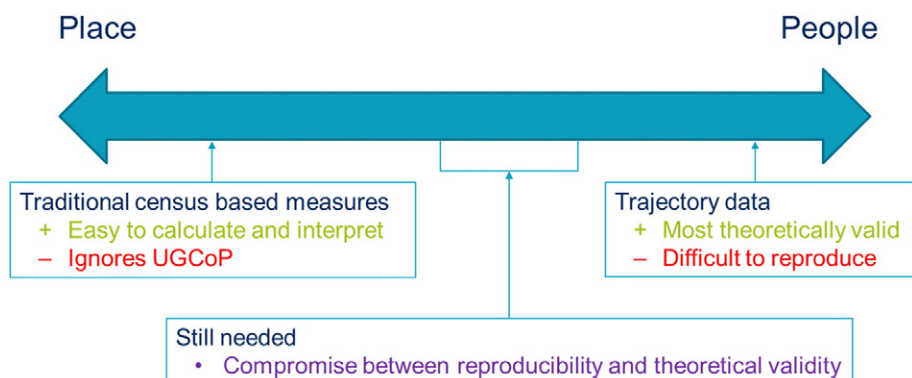 Place
People
Traditional census based measures
+ Easy to calculate and interpret
– Ignores UGCoP
Trajectory data
+ Most theoretically valid
– Difficult to reproduce
Still needed
• Compromise between reproducibility and theoretical validity